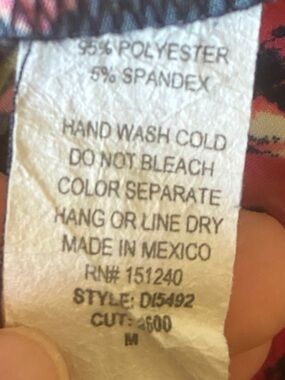 95% POLYESTER
5% SPANDEX
HAND WASH COLD
DO NOT BLEACH
COLOR SEPARATE
HANG OR LINE DRY
MADE IN MEXICO
RN# 151240
STYLE: DI5492
CUT:
M